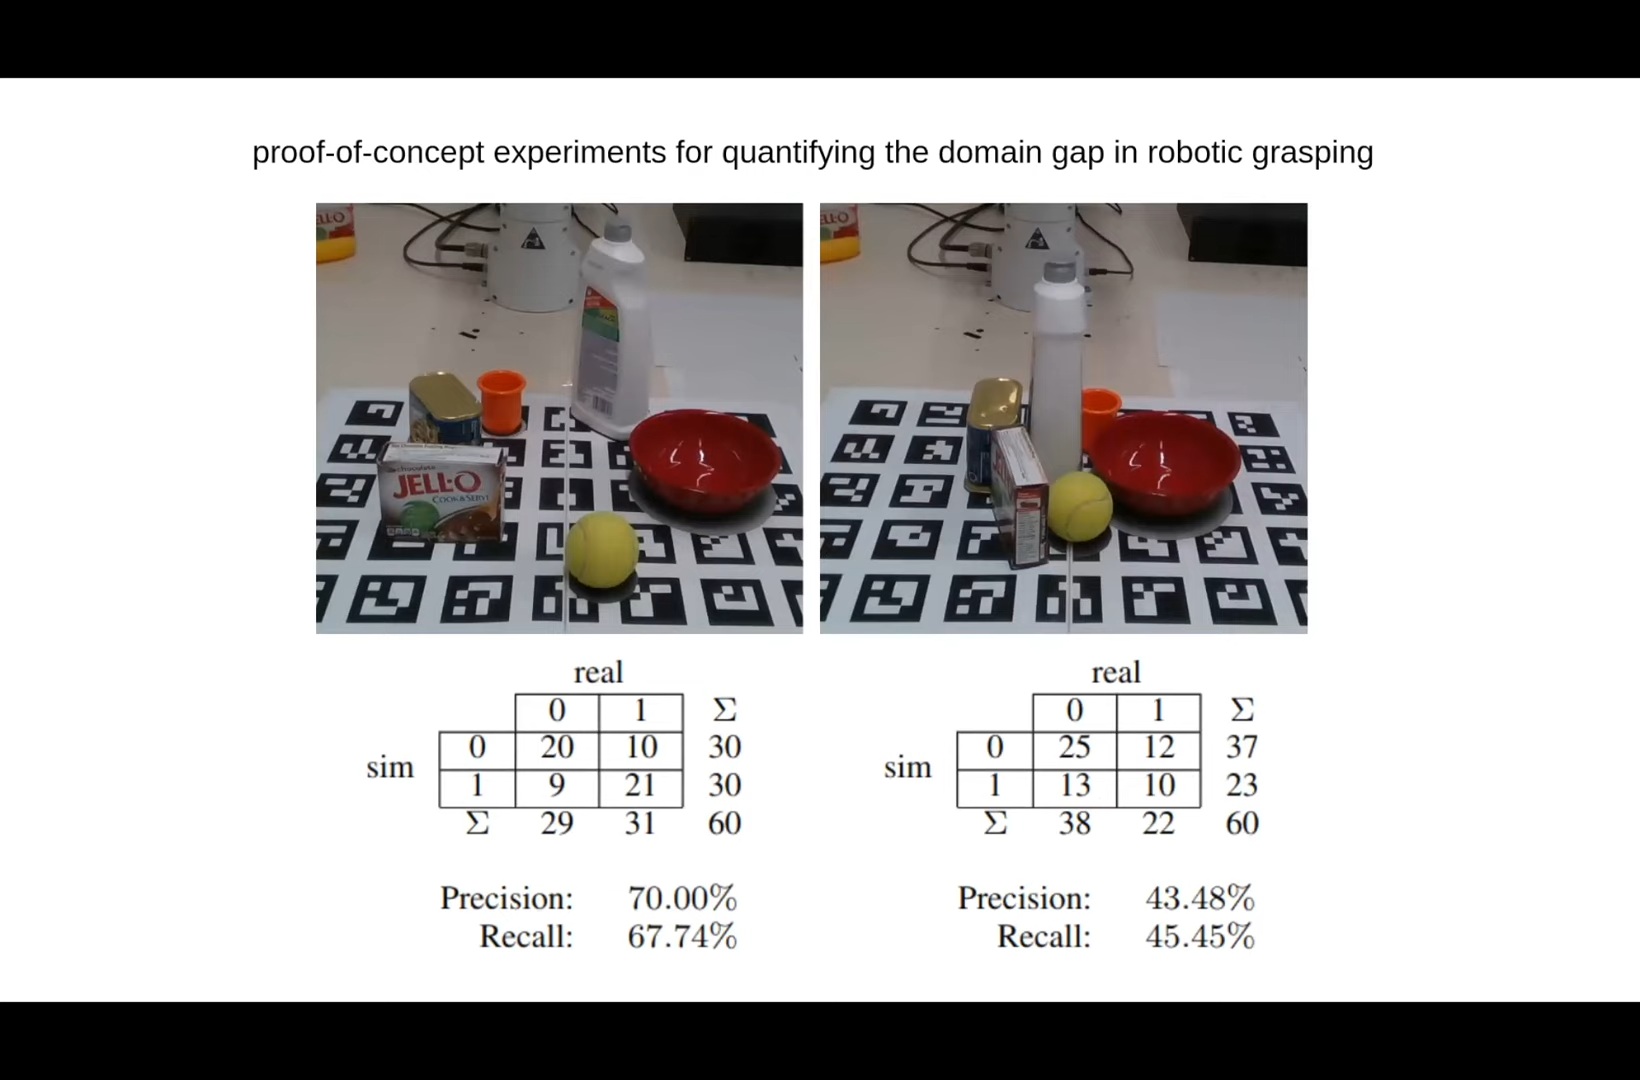 proof-of-concept experiments for quantifying the domain gap in robotic grasping
JELL-O
COOK & SERVE
real
0 1 Σ
sim 0 20 10 30
1 9 21 30
Σ 29 31 60
Precision: 70.00%
Recall: 67.74%
real
0 1 Σ
sim 0 25 12 37
1 13 10 23
Σ 38 22 60
Precision: 43.48%
Recall: 45.45%